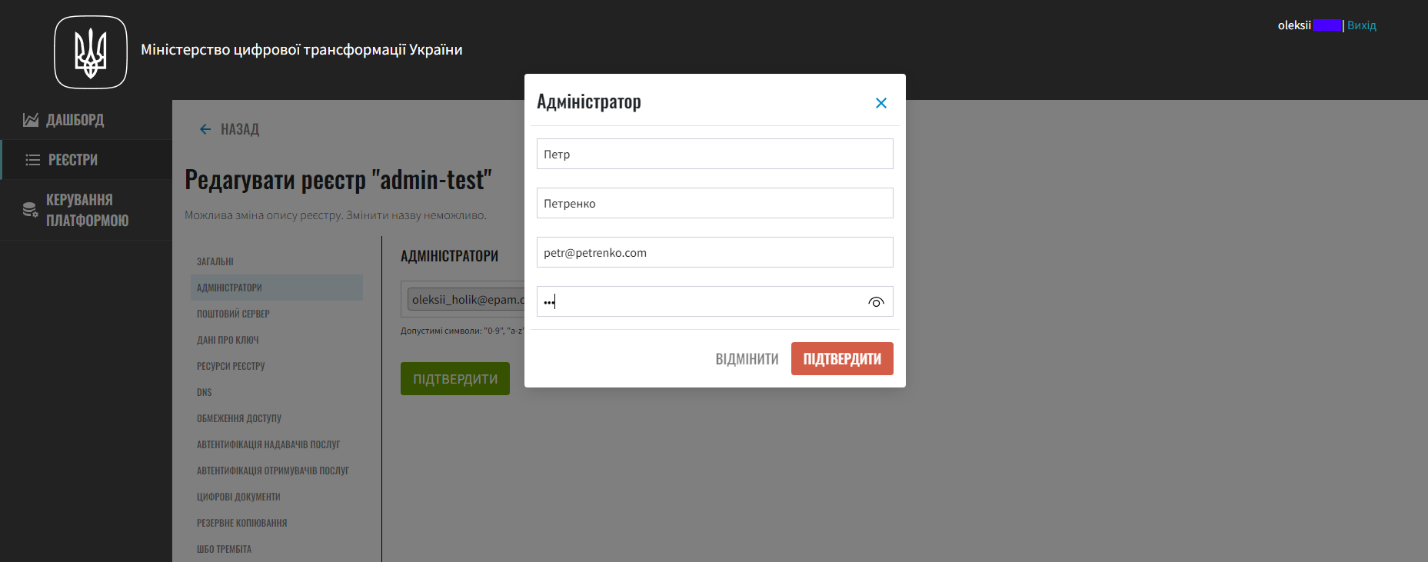 oleksii | Вихід
Міністерство цифрової трансформації України
ДАШБОРД
РЕЄСТРИ
КЕРУВАННЯ
ПЛАТФОРМОЮ
НАЗАД
Редагувати реєстр "admin-test"
Можлива зміна опису реєстру. Змінити назву неможливо.
ЗАГАЛЬНІ
АДМІНІСТРАТОРИ
ПОШТОВИЙ СЕРВЕР
ДАНІ ПРО КЛЮЧ
РЕСУРСИ РЕЄСТРУ
DNS
ОБМЕЖЕННЯ ДОСТУПУ
АВТЕНТИФІКАЦІЯ НАДАВАЧІВ ПОСЛУГ
АВТЕНТИФІКАЦІЯ ОТРИМУВАЧІВ ПОСЛУГ
ЦИФРОВІ ДОКУМЕНТИ
РЕЗЕРВНЕ КОПІЮВАННЯ
ШБО ТРЕМБІТА
АДМІНІСТРАТОРИ
oleksii_holik@epam.c
Допустимі символи: "0-9", "a-z"
ПІДТВЕРДИТИ
Адміністратор
Петр
Петренко
petr@petrenko.com
•••
ВІДМІНИТИ
ПІДТВЕРДИТИ